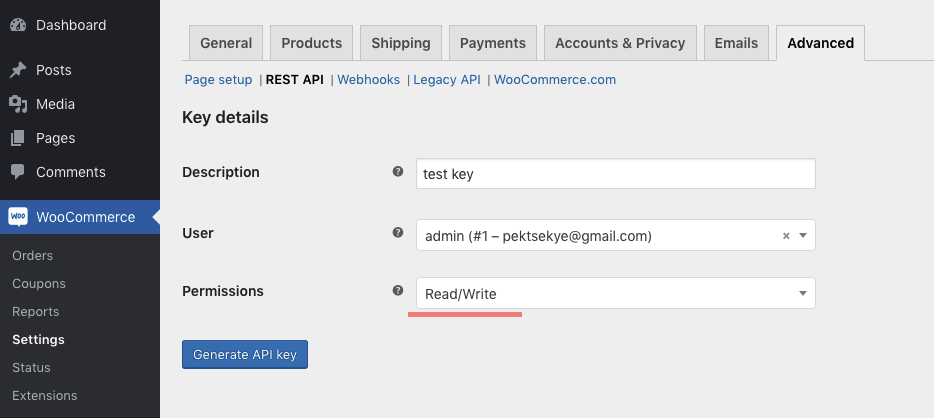 Dashboard
Posts
Media
Pages
Comments
Woo WooCommerce
Orders
Coupons
Reports
Settings
Status
Extensions
General Products Shipping Payments Accounts & Privacy Emails Advanced
Page setup | REST API | Webhooks | Legacy API | WooCommerce.com
Key details
Description ? test key
User ? admin (#1 – pektsekye@gmail.com) ×
Permissions ? Read/Write
Generate API key